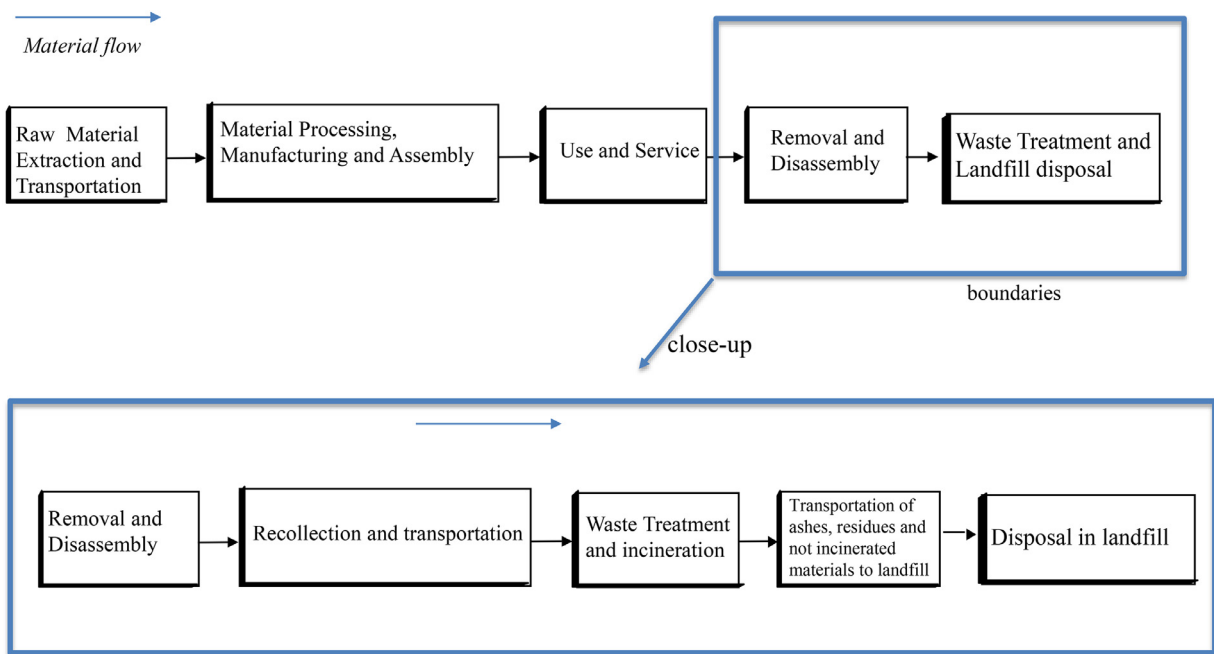 Material flow
Raw Material
Extraction and
Transportation
Material Processing,
Manufacturing and Assembly
Use and Service
Removal and
Disassembly
Waste Treatment and
Landfill disposal
boundaries
close-up
Removal and
Disassembly
Recollection and transportation
Waste Treatment
and incineration
Transportation of
ashes, residues and
not incinerated
materials to landfill
Disposal in landfill